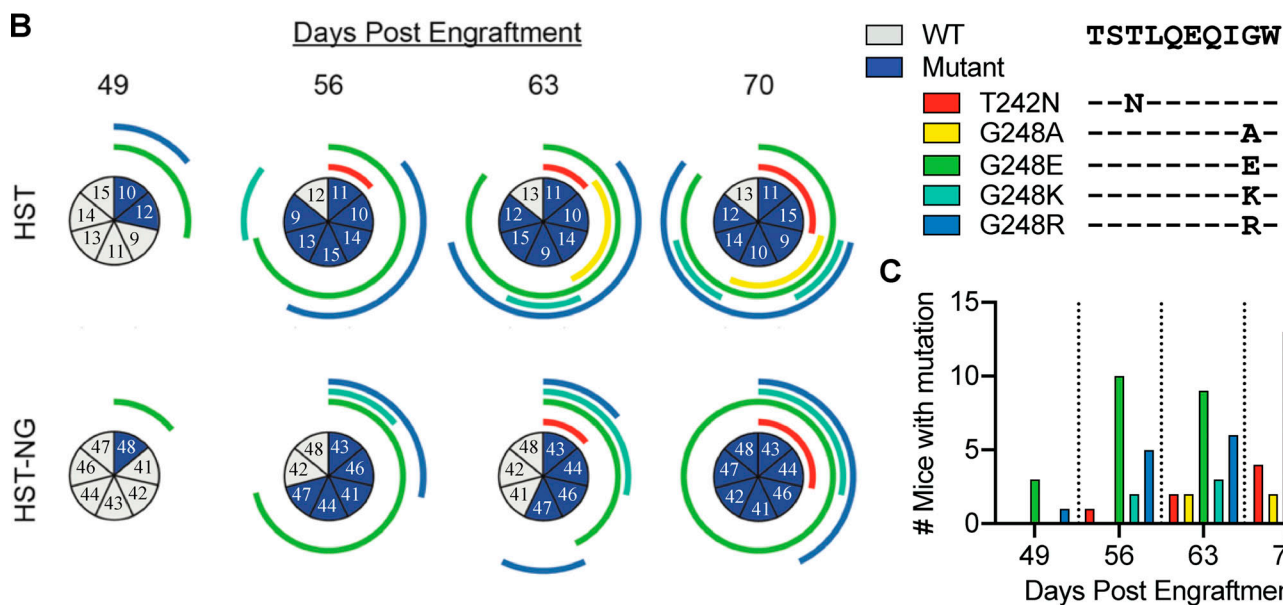 B
Days Post Engraftment
49 56 63 70
HST
10 12 9 11 13 14 15
11 10 14 15 13 9 12
11 10 14 9 15 12 13
11 15 9 10 14 12 13
HST-NG
48 41 42 43 44 46 47
43 46 41 44 47 42 48
43 44 46 47 41 42 48
43 44 46 41 42 47 48
WT
Mutant
T242N
G248A
G248E
G248K
G248R
TSTLQEQIGW
--N-------
--------A-
--------E-
--------K-
--------R-
C
# Mice with mutation
15
10
5
0
49 56 63 7
Days Post Engraftmen